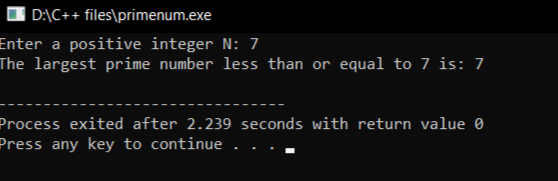 D:\C++ files\primenum.exe
Enter a positive integer N: 7
The largest prime number less than or equal to 7 is: 7
--------------------------------
Process exited after 2.239 seconds with return value 0
Press any key to continue . . .